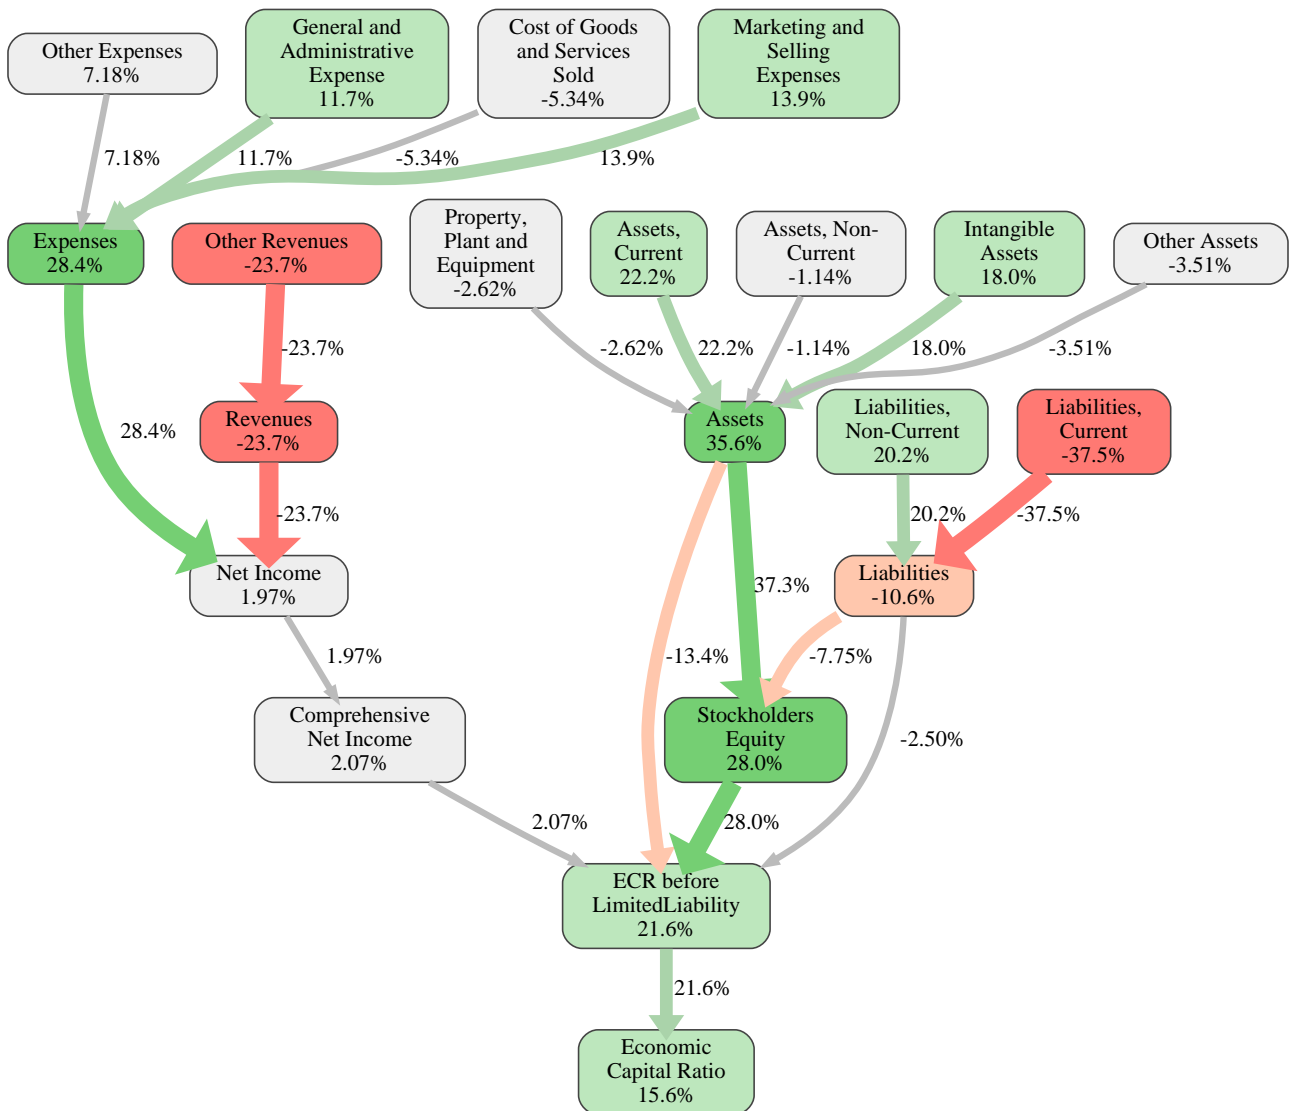 Other Expenses
7.18%
General and
Administrative
Expense
11.7%
Cost of Goods
and Services
Sold
-5.34%
Marketing and
Selling
Expenses
13.9%
7.18%
11.7%
-5.34%
13.9%
Expenses
28.4%
Other Revenues
-23.7%
Property,
Plant and
Equipment
-2.62%
Assets,
Current
22.2%
Assets, Non-
Current
-1.14%
Intangible
Assets
18.0%
Other Assets
-3.51%
-23.7%
-2.62%
22.2%
-1.14%
18.0%
-3.51%
28.4%
Revenues
-23.7%
Assets
35.6%
Liabilities,
Non-Current
20.2%
Liabilities,
Current
-37.5%
-23.7%
20.2%
-37.5%
Net Income
1.97%
37.3%
Liabilities
-10.6%
1.97%
-13.4%
-7.75%
Comprehensive
Net Income
2.07%
Stockholders
Equity
28.0%
-2.50%
2.07%
28.0%
ECR before
LimitedLiability
21.6%
21.6%
Economic
Capital Ratio
15.6%